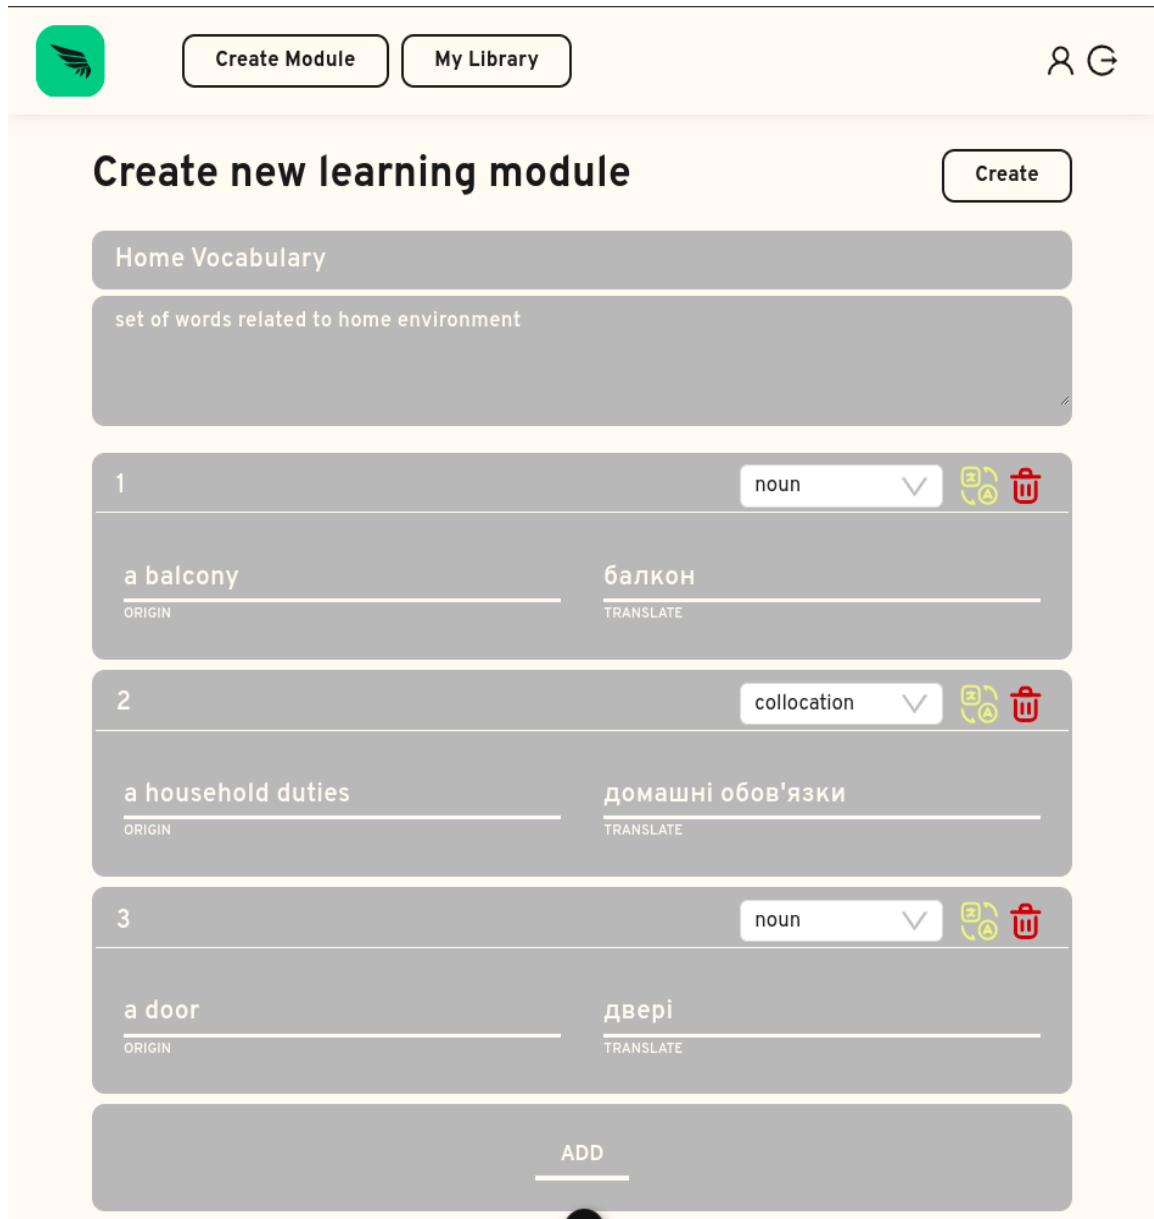 Create Module
My Library
Create new learning module
Create
Home Vocabulary
set of words related to home environment
1
noun
a balcony
балкон
ORIGIN
TRANSLATE
2
collocation
a household duties
домашні обов'язки
ORIGIN
TRANSLATE
3
noun
a door
двері
ORIGIN
TRANSLATE
ADD